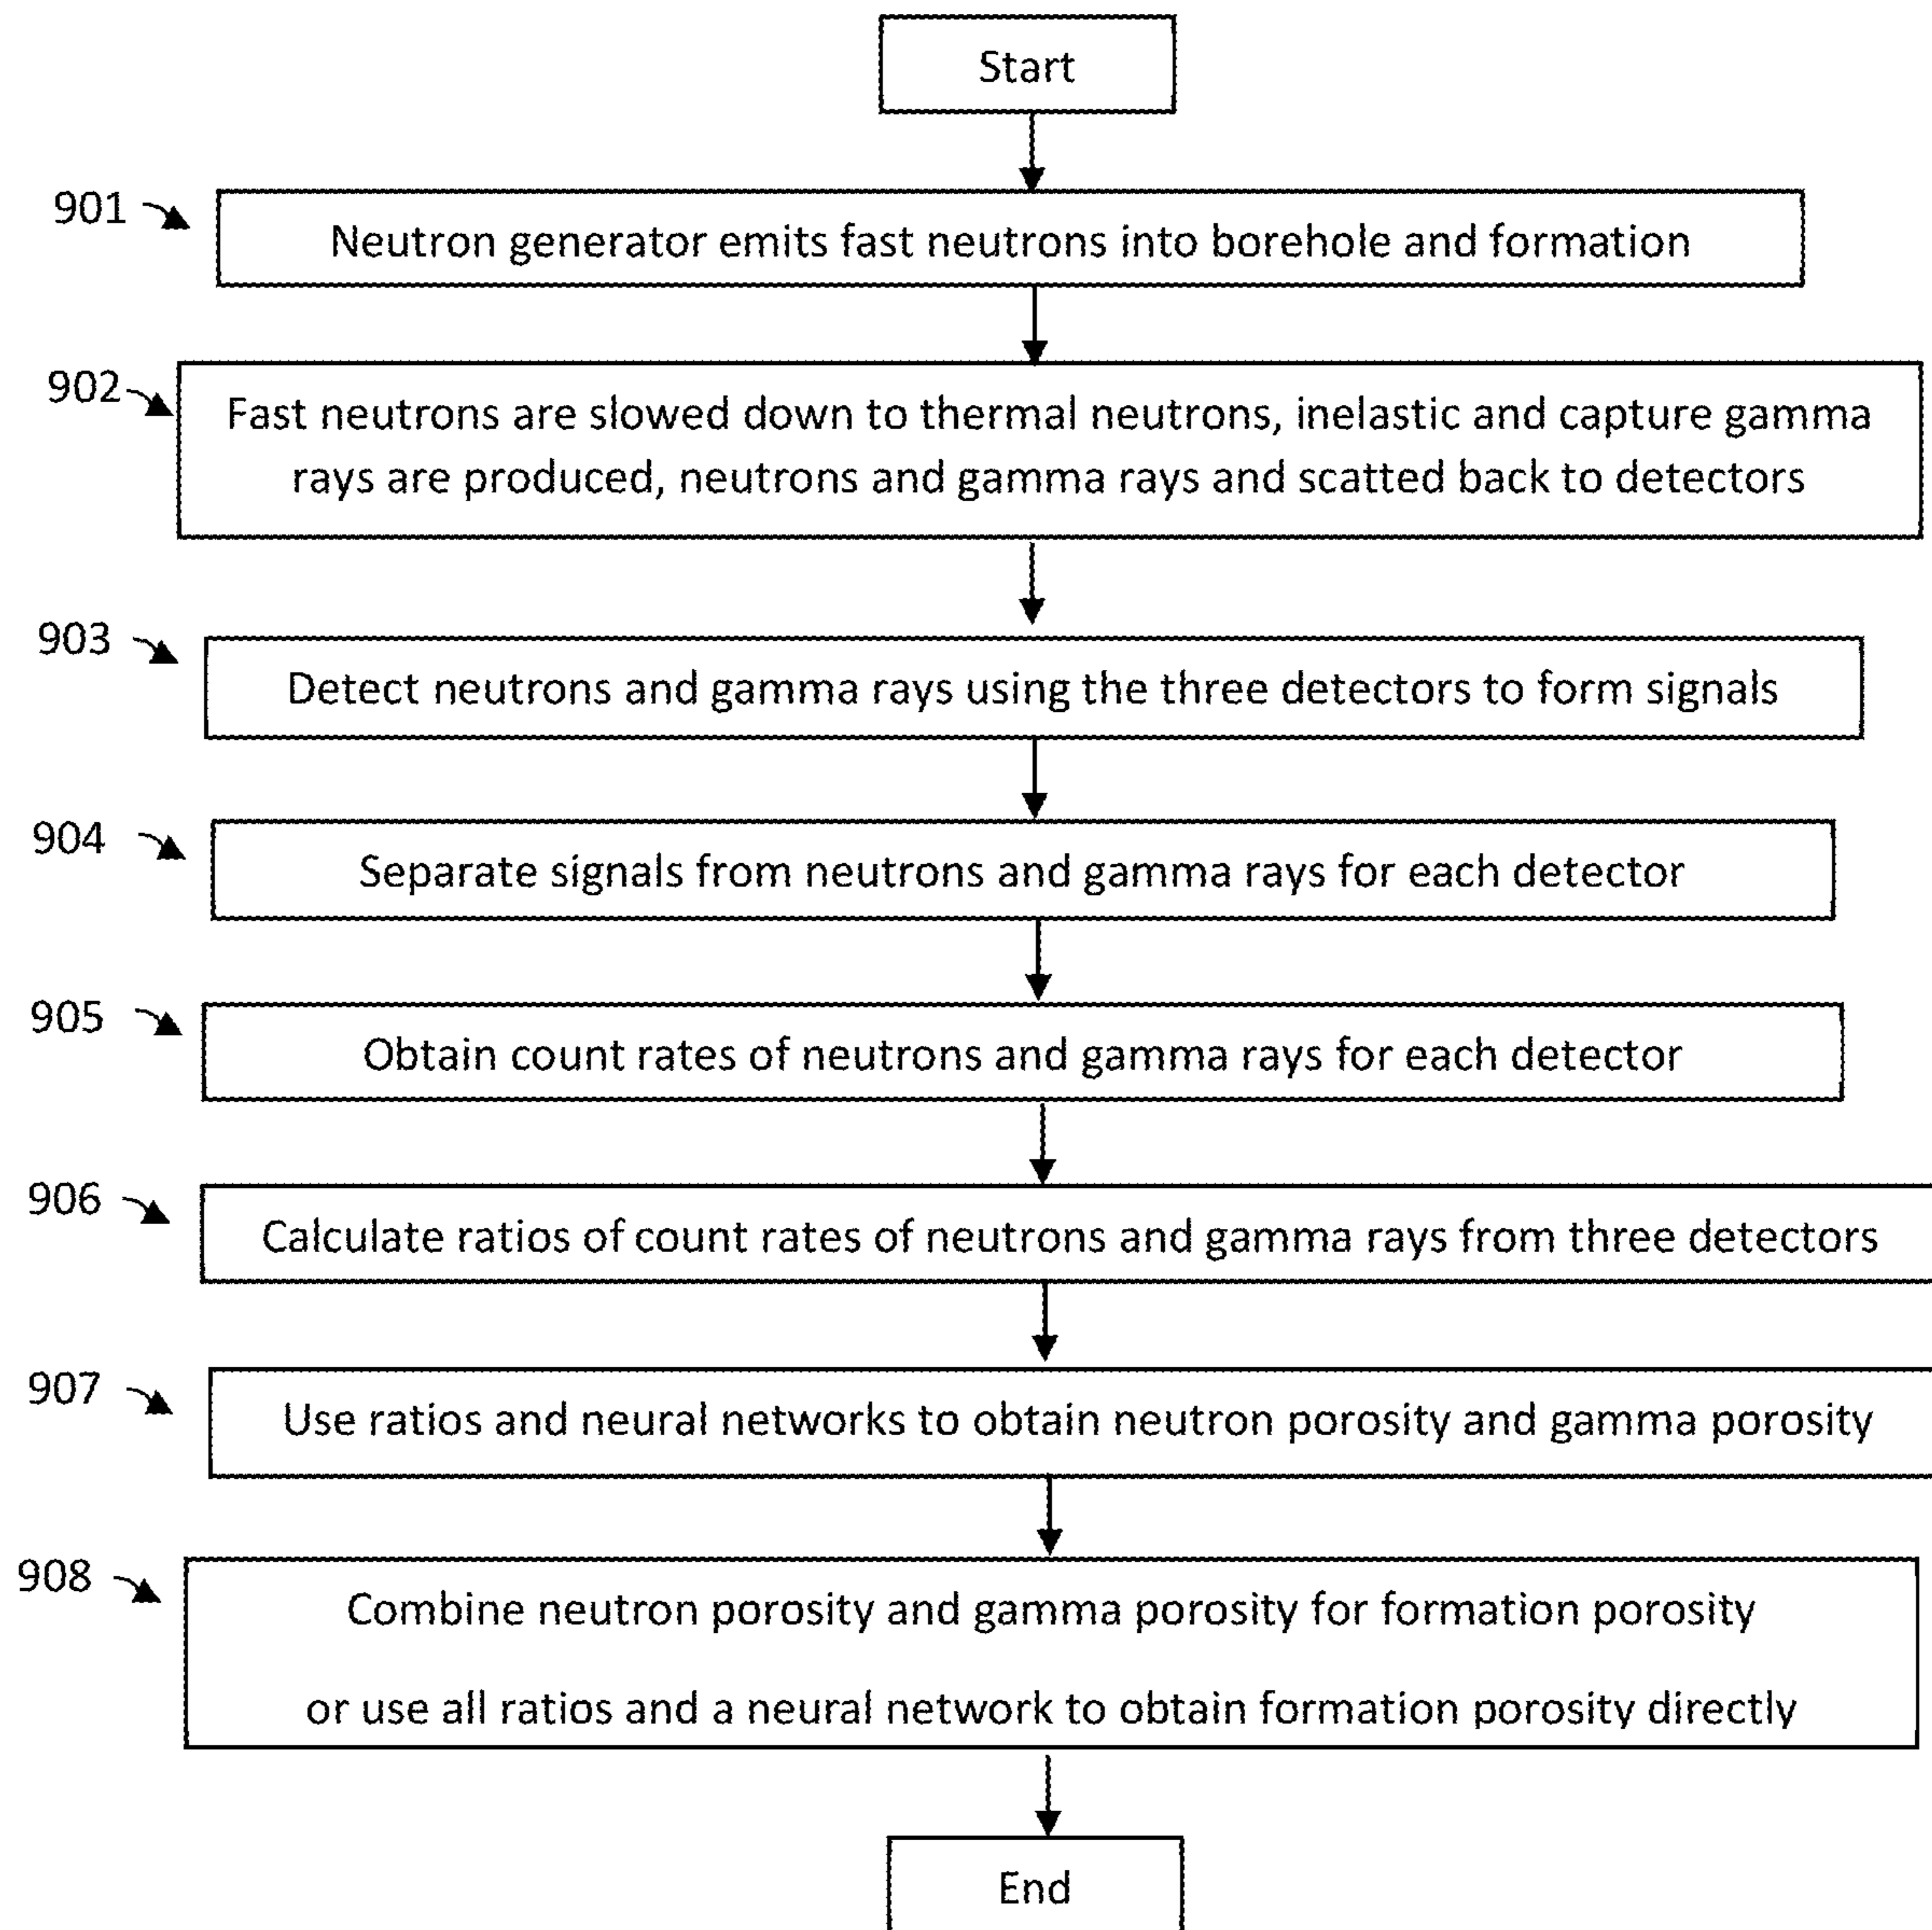 Start
901
Neutron generator emits fast neutrons into borehole and formation
902
Fast neutrons are slowed down to thermal neutrons, inelastic and capture gamma
rays are produced, neutrons and gamma rays and scatted back to detectors
903
Detect neutrons and gamma rays using the three detectors to form signals
904
Separate signals from neutrons and gamma rays for each detector
905
Obtain count rates of neutrons and gamma rays for each detector
906
Calculate ratios of count rates of neutrons and gamma rays from three detectors
907
Use ratios and neural networks to obtain neutron porosity and gamma porosity
908
Combine neutron porosity and gamma porosity for formation porosity
or use all ratios and a neural network to obtain formation porosity directly
End